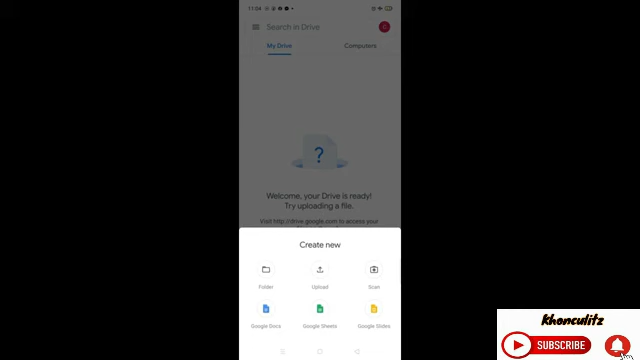 11:04
Search in Drive
My Drive
Computers
?
Welcome, your Drive is ready!
Try uploading a file.
Visit http://drive.google.com to access your
Create new
Folder
Upload
Scan
Google Docs
Google Sheets
Google Slides
Khonculitz
SUBSCRIBE